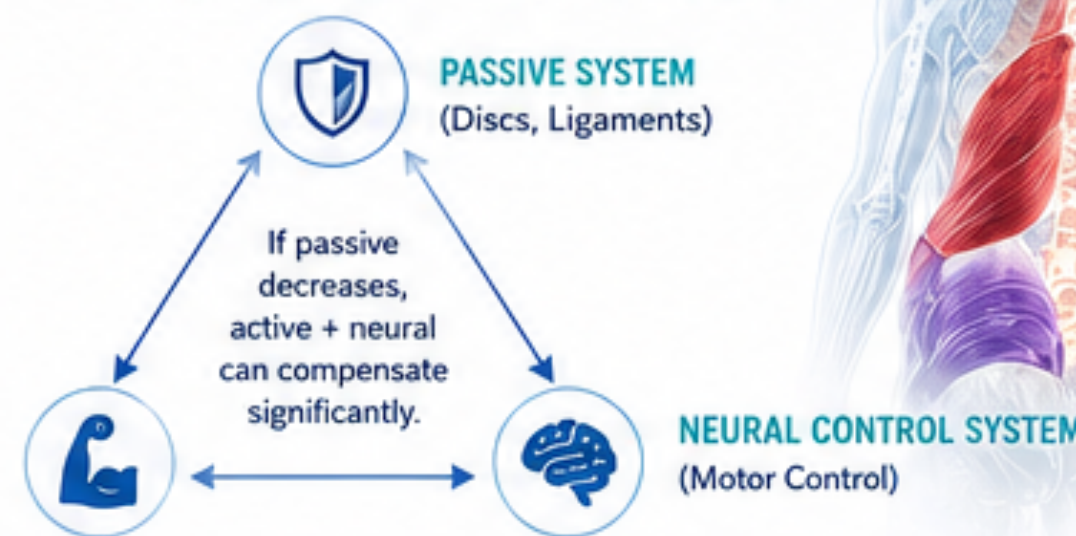 PASSIVE SYSTEM
(Discs, Ligaments)
If passive
decreases,
active + neural
can compensate
significantly.
NEURAL CONTROL SYSTEM
(Motor Control)